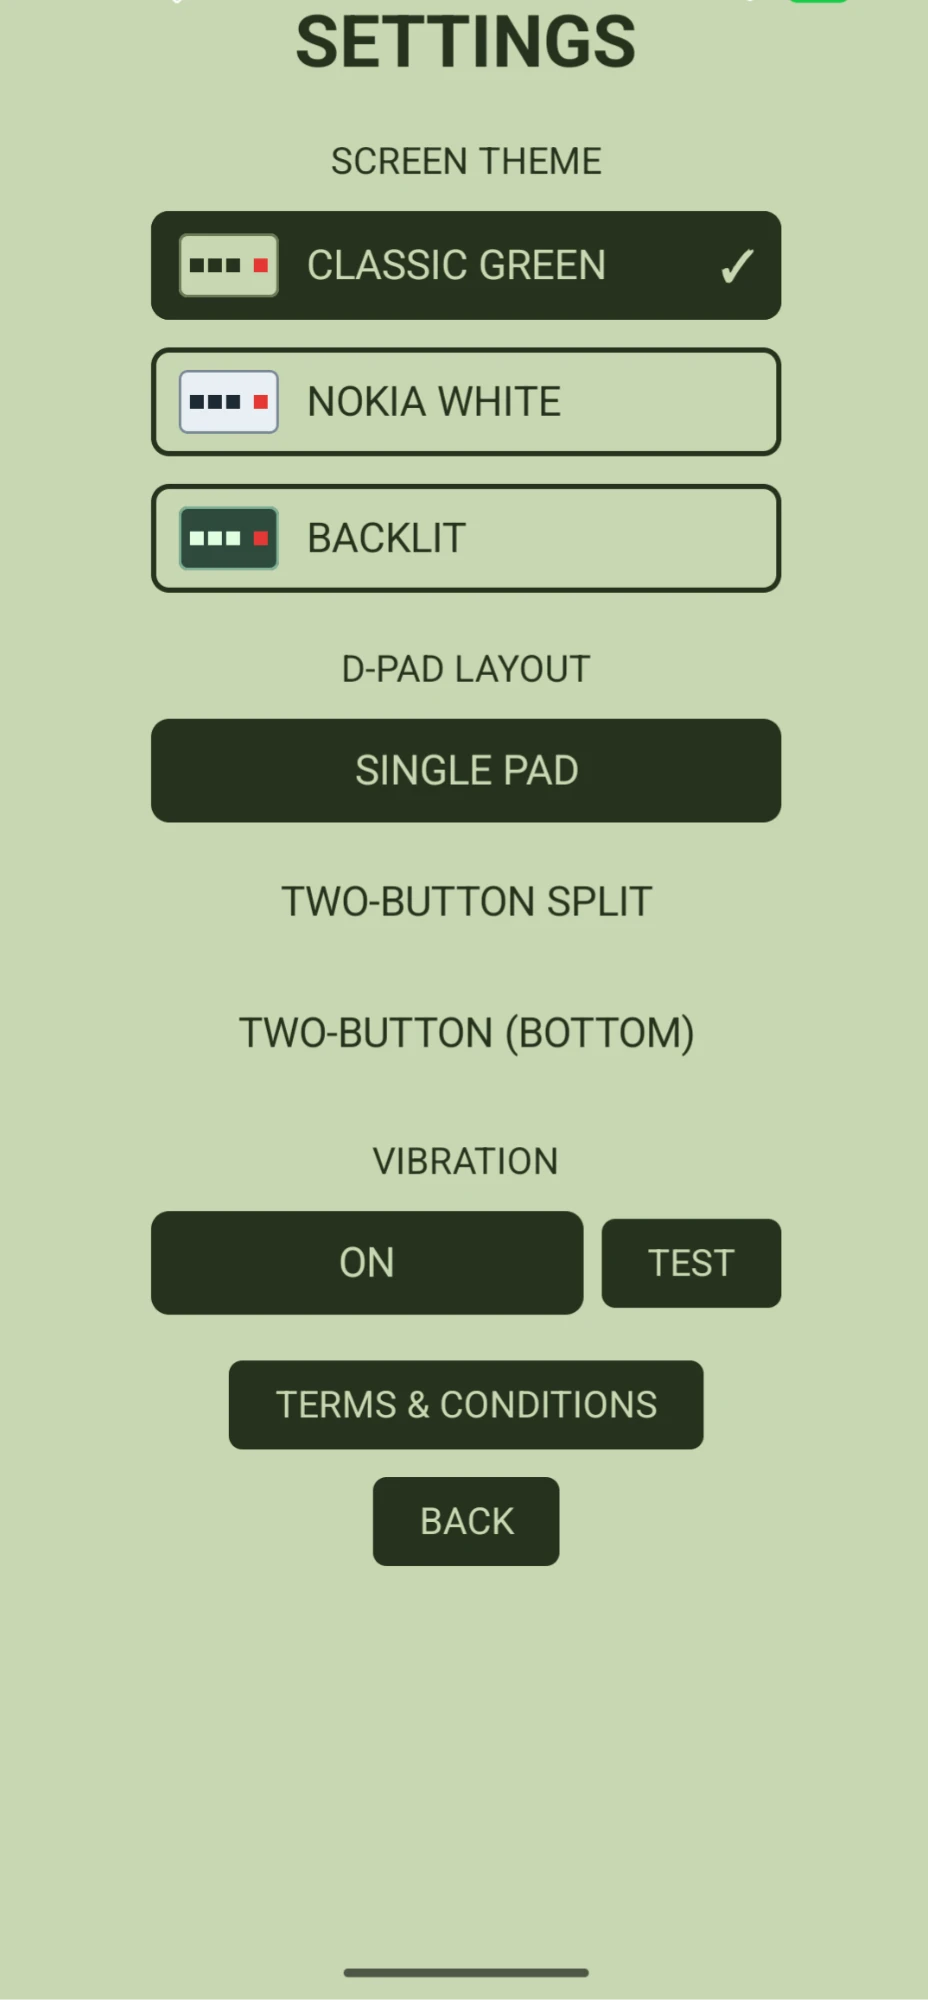 SETTINGS
SCREEN THEME
CLASSIC GREEN ✓
NOKIA WHITE
BACKLIT
D-PAD LAYOUT
SINGLE PAD
TWO-BUTTON SPLIT
TWO-BUTTON (BOTTOM)
VIBRATION
ON
TEST
TERMS & CONDITIONS
BACK